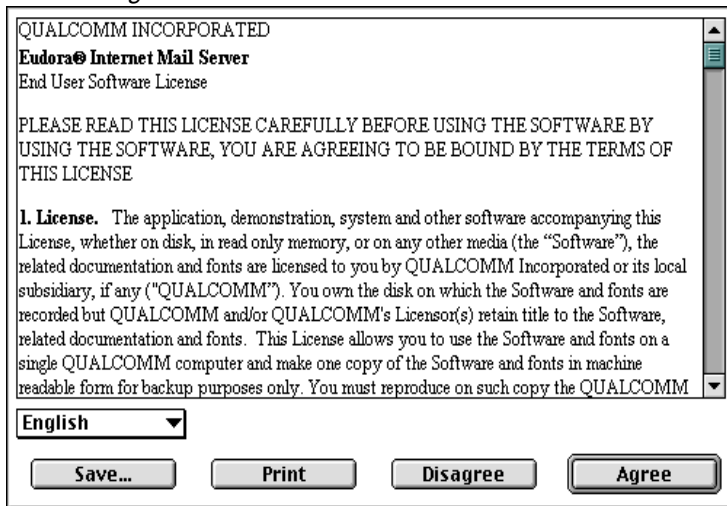 QUALCOMM INCORPORATED
Eudora® Internet Mail Server
End User Software License
PLEASE READ THIS LICENSE CAREFULLY BEFORE USING THE SOFTWARE BY
USING THE SOFTWARE, YOU ARE AGREEING TO BE BOUND BY THE TERMS OF
THIS LICENSE
1. License. The application, demonstration, system and other software accompanying this
License, whether on disk, in read only memory, or on any other media (the “Software”), the
related documentation and fonts are licensed to you by QUALCOMM Incorporated or its local
subsidiary, if any ("QUALCOMM”). You own the disk on which the Software and fonts are
recorded but QUALCOMM and/or QUALCOMM's Licensor(s) retain title to the Software,
related documentation and fonts. This License allows you to use the Software and fonts on a
single QUALCOMM computer and make one copy of the Software and fonts in machine
readable form for backup purposes only. You must reproduce on such copy the QUALCOMM
English
Save...
Print
Disagree
Agree